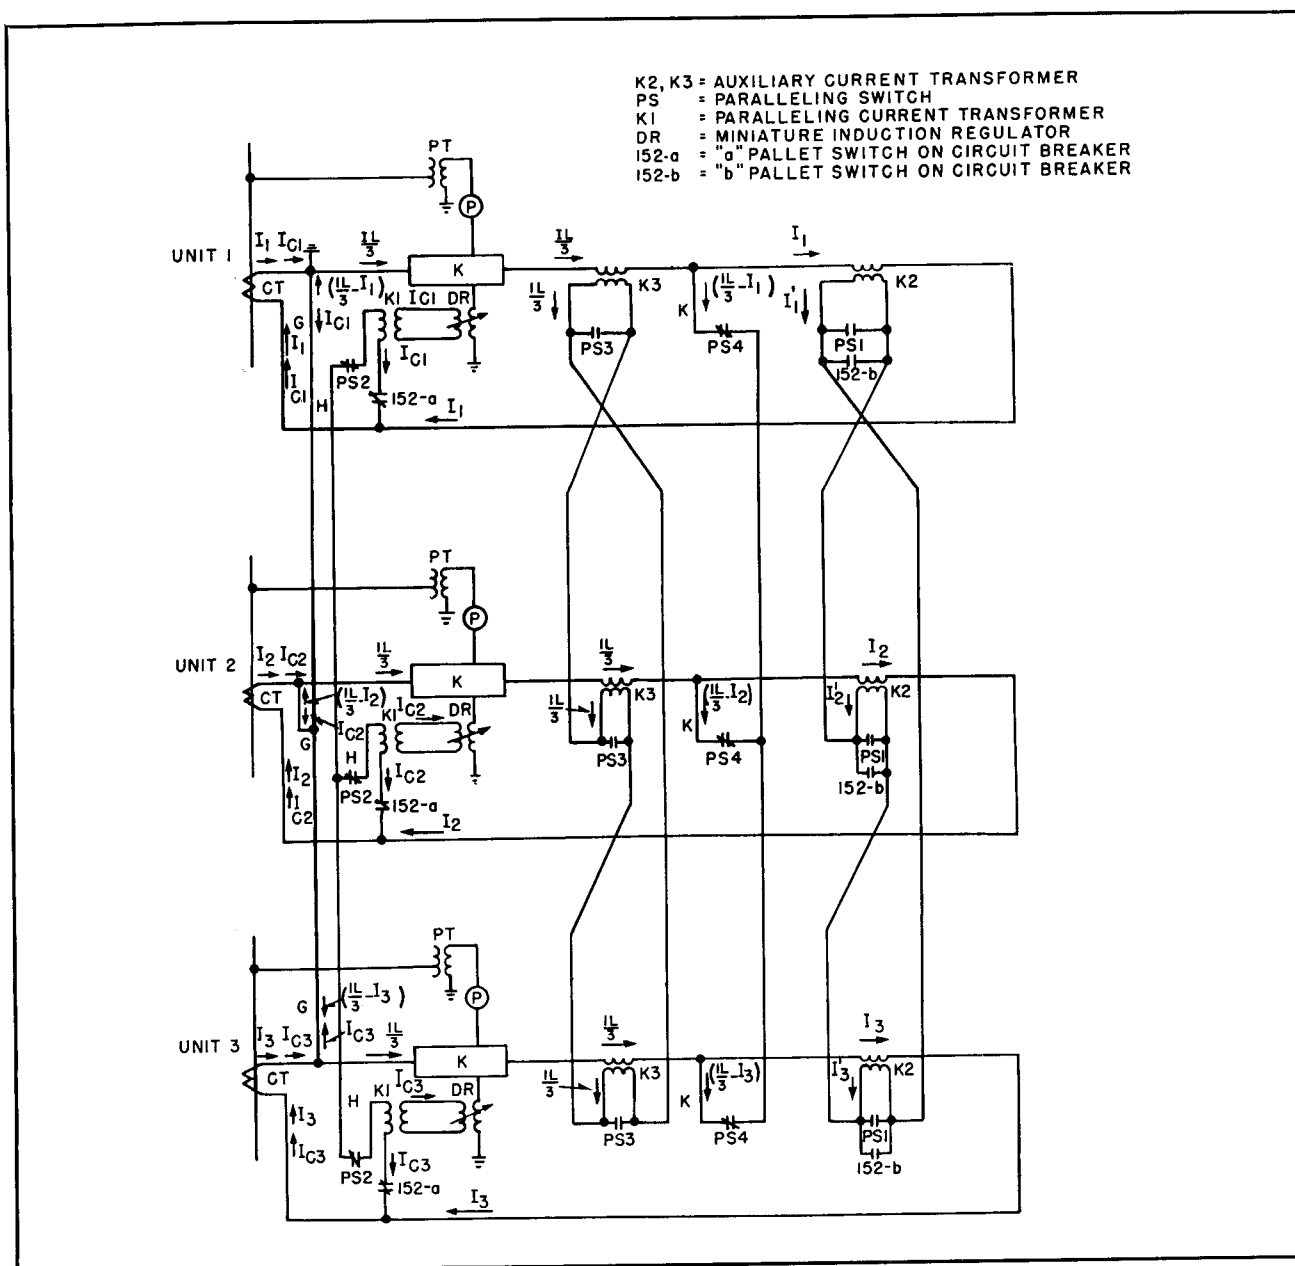 K2, K3 = AUXILIARY CURRENT TRANSFORMER
PS = PARALLELING SWITCH
K1 = PARALLELING CURRENT TRANSFORMER
DR = MINIATURE INDUCTION REGULATOR
152-a = "a" PALLET SWITCH ON CIRCUIT BREAKER
152-b = "b" PALLET SWITCH ON CIRCUIT BREAKER
PT
P
UNIT 1
I1 IC1
IL/3
K
IL/3
I1
CT
(IL/3-I1)
K1
IC1
DR
IL/3
K3
K
(IL/3-I1)
I'1
K2
G
IC1
I1
IC1
IC1
PS2
H
152-a
I1
PS3
PS4
PS1
152-b
PT
P
UNIT 2
I2 IC2
IL/3
K
IL/3
I2
CT
(IL/3-I2)
IC2
K1
IC2
DR
IL/3
K3
K
(IL/3-I2)
I'2
K2
G
H
I2
IC2
PS2
IC2
152-a
I2
PS3
PS4
PS1
152-b
PT
P
G
(IL/3-I3)
UNIT 3
I3 IC3
IC3
IL/3
K
IL/3
I3
CT
H
K1
IC3
DR
IL/3
K3
K
(IL/3-I3)
I'3
K2
I3
IC3
PS2
IC3
152-a
I3
PS3
PS4
PS1
152-b